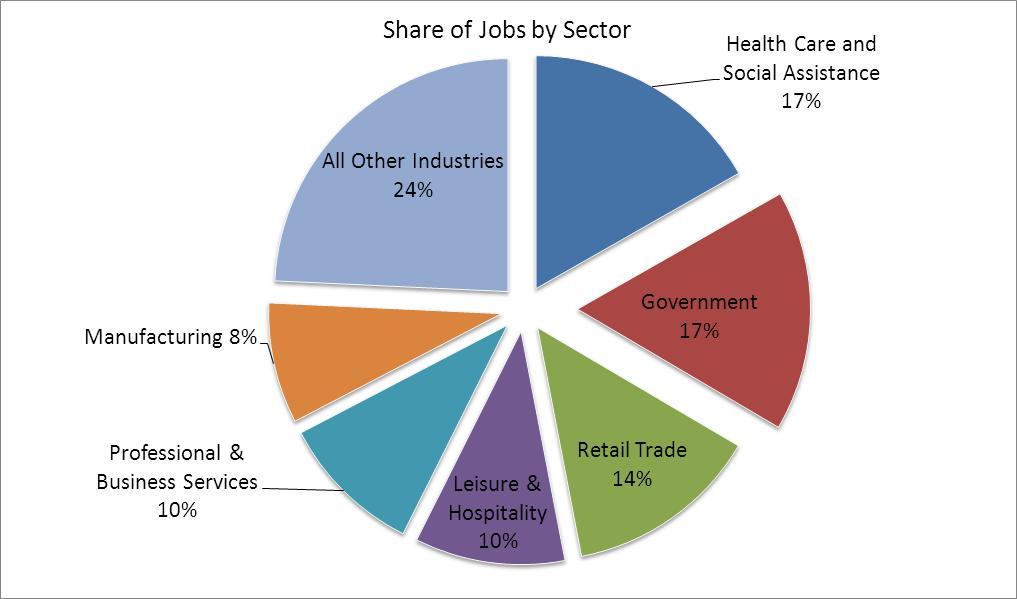 Share of Jobs by Sector
Health Care and
Social Assistance
17%
All Other Industries
24%
Government
17%
Manufacturing 8%
Retail Trade
14%
Professional &
Business Services
10%
Leisure &
Hospitality
10%